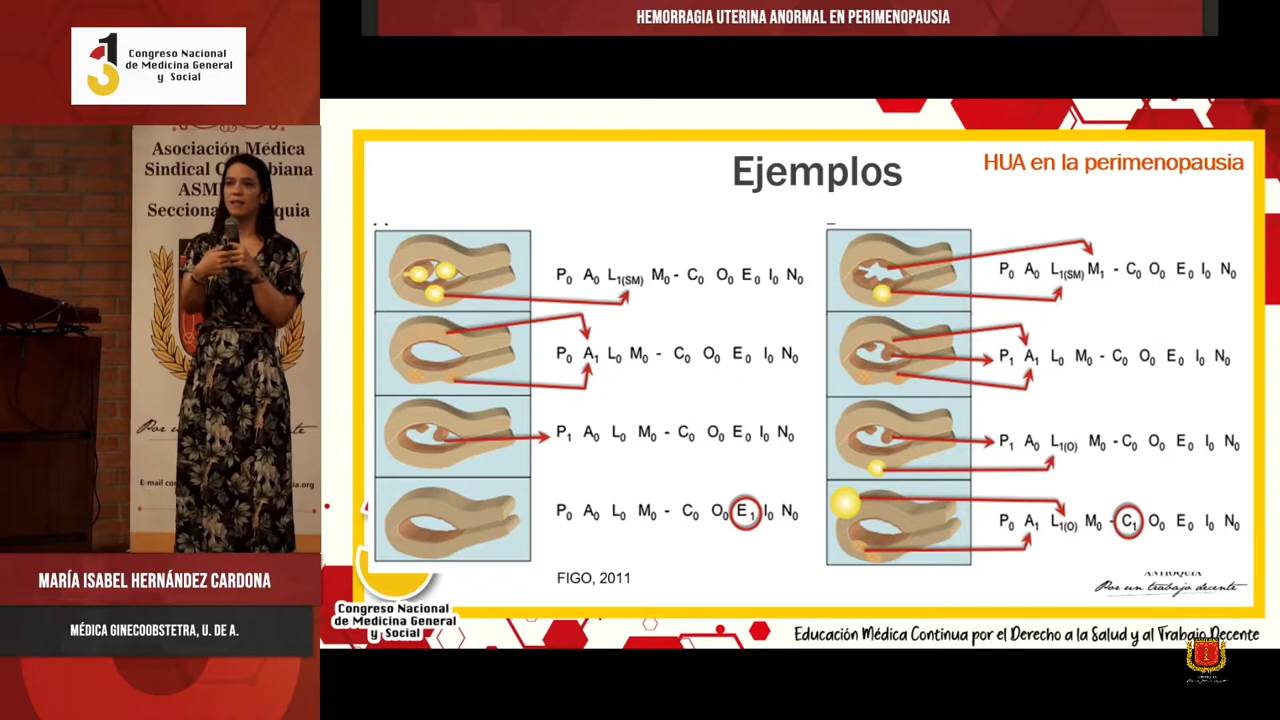 HEMORRAGIA UTERINA ANORMAL EN PERIMENOPAUSIA
Congreso Nacional
de Medicina General
y Social
Asociación Médica
E-mail
MARÍA ISABEL HERNÁNDEZ CARDONA
MÉDICA GINECOOBSTETRA, U. DE A.
Ejemplos
HUA en la perimenopausia
P0 A0 L1(SM) M0 - C0 O0 E0 I0 N0
P0 A1 L0 M0 - C0 O0 E0 I0 N0
P1 A0 L0 M0 - C0 O0 E0 I0 N0
P0 A0 L0 M0 - C0 O0 E1 I0 N0
P0 A0 L1(SM) M1 - C0 O0 E0 I0 N0
P1 A1 L0 M0 - C0 O0 E0 I0 N0
P1 A0 L1(O) M0 - C0 O0 E0 I0 N0
P0 A1 L1(O) M0 - C1 O0 E0 I0 N0
FIGO, 2011
ANTIOQUIA
Por un trabajo decente
Congreso Nacional
de Medicina General
y Social
Educación Médica Continua por el Derecho a la Salud y al Trabajo Decente